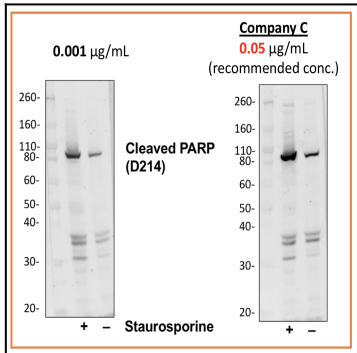 Company C
0.001 µg/mL
0.05 µg/mL
(recommended conc.)
260-
160-
110-
80-
60-
50-
40-
30-
20-
Cleaved PARP
(D214)
260-
160-
110-
80-
60-
50-
40-
30-
20-
+ – Staurosporine + –